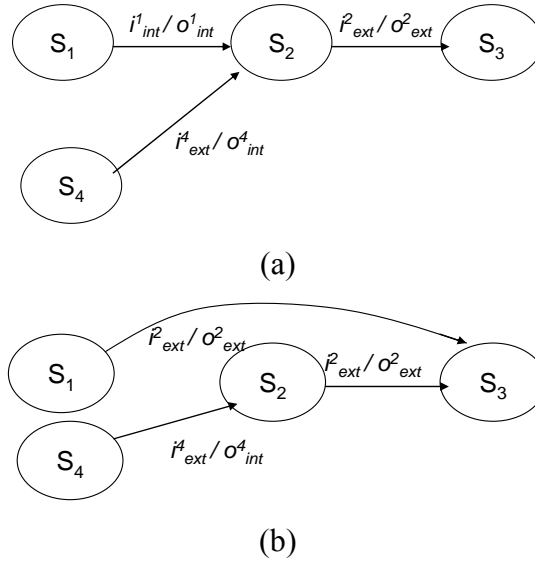 S₁ i¹int / o¹int S₂ i²ext / o²ext S₃
i⁴ext / o⁴int
S₄
(a)
i²ext / o²ext
S₁ S₂ i²ext / o²ext S₃
S₄ i⁴ext / o⁴int
(b)